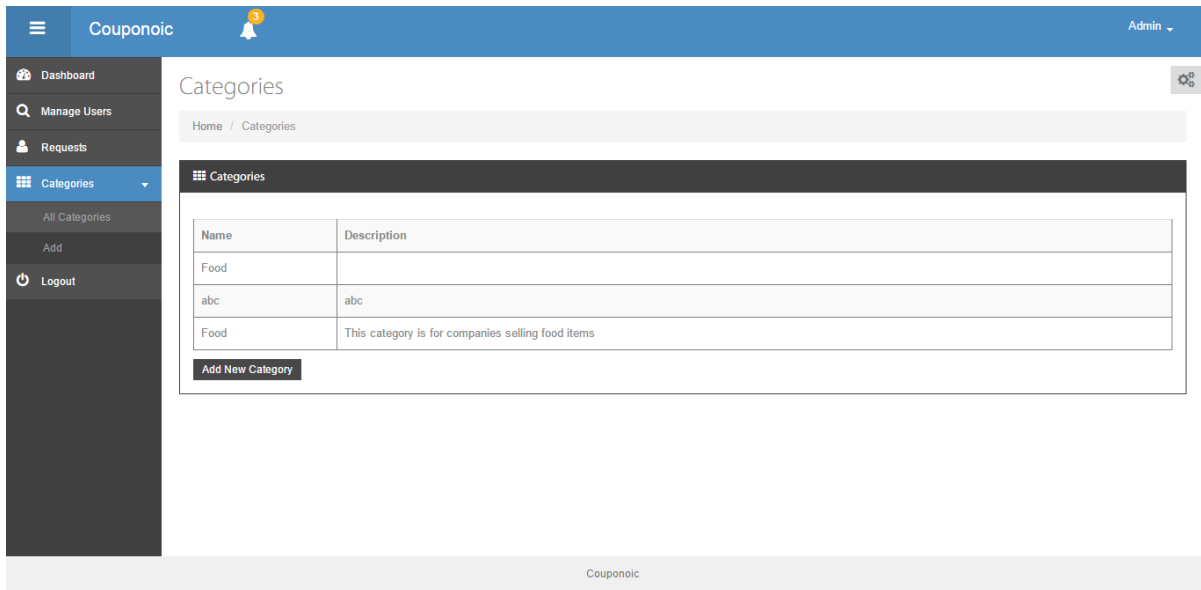 Couponoic
3
Admin
Dashboard
Manage Users
Requests
Categories
All Categories
Add
Logout
Categories
Home / Categories
Categories
Name Description
Food
abc abc
Food This category is for companies selling food items
Add New Category
Couponoic